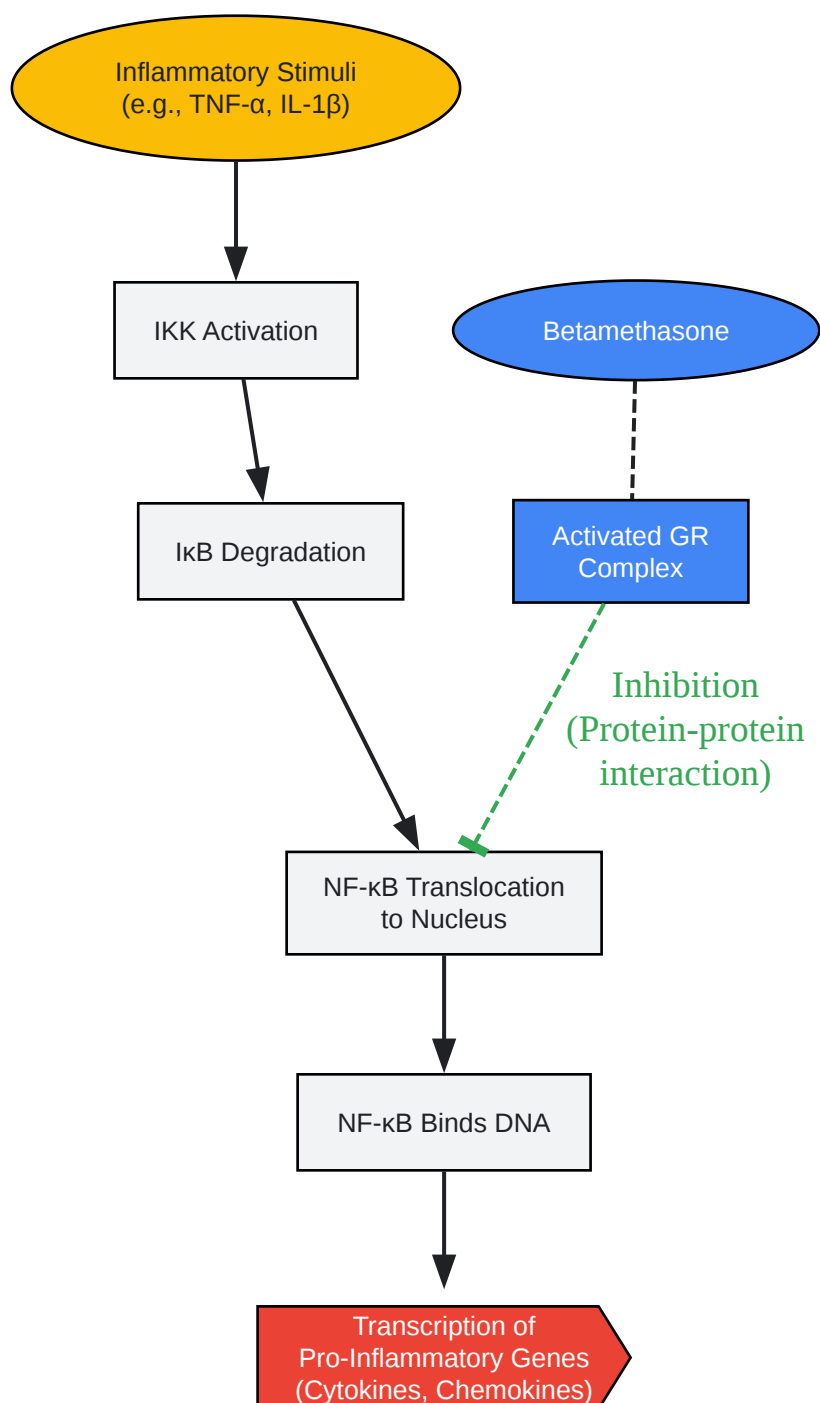 Inflammatory Stimuli
(e.g., TNF-α, IL-1β)
IKK Activation
Betamethasone
IκB Degradation
Activated GR
Complex
Inhibition
(Protein-protein
interaction)
NF-κB Translocation
to Nucleus
NF-κB Binds DNA
Transcription of
Pro-Inflammatory Genes
(Cytokines, Chemokines)